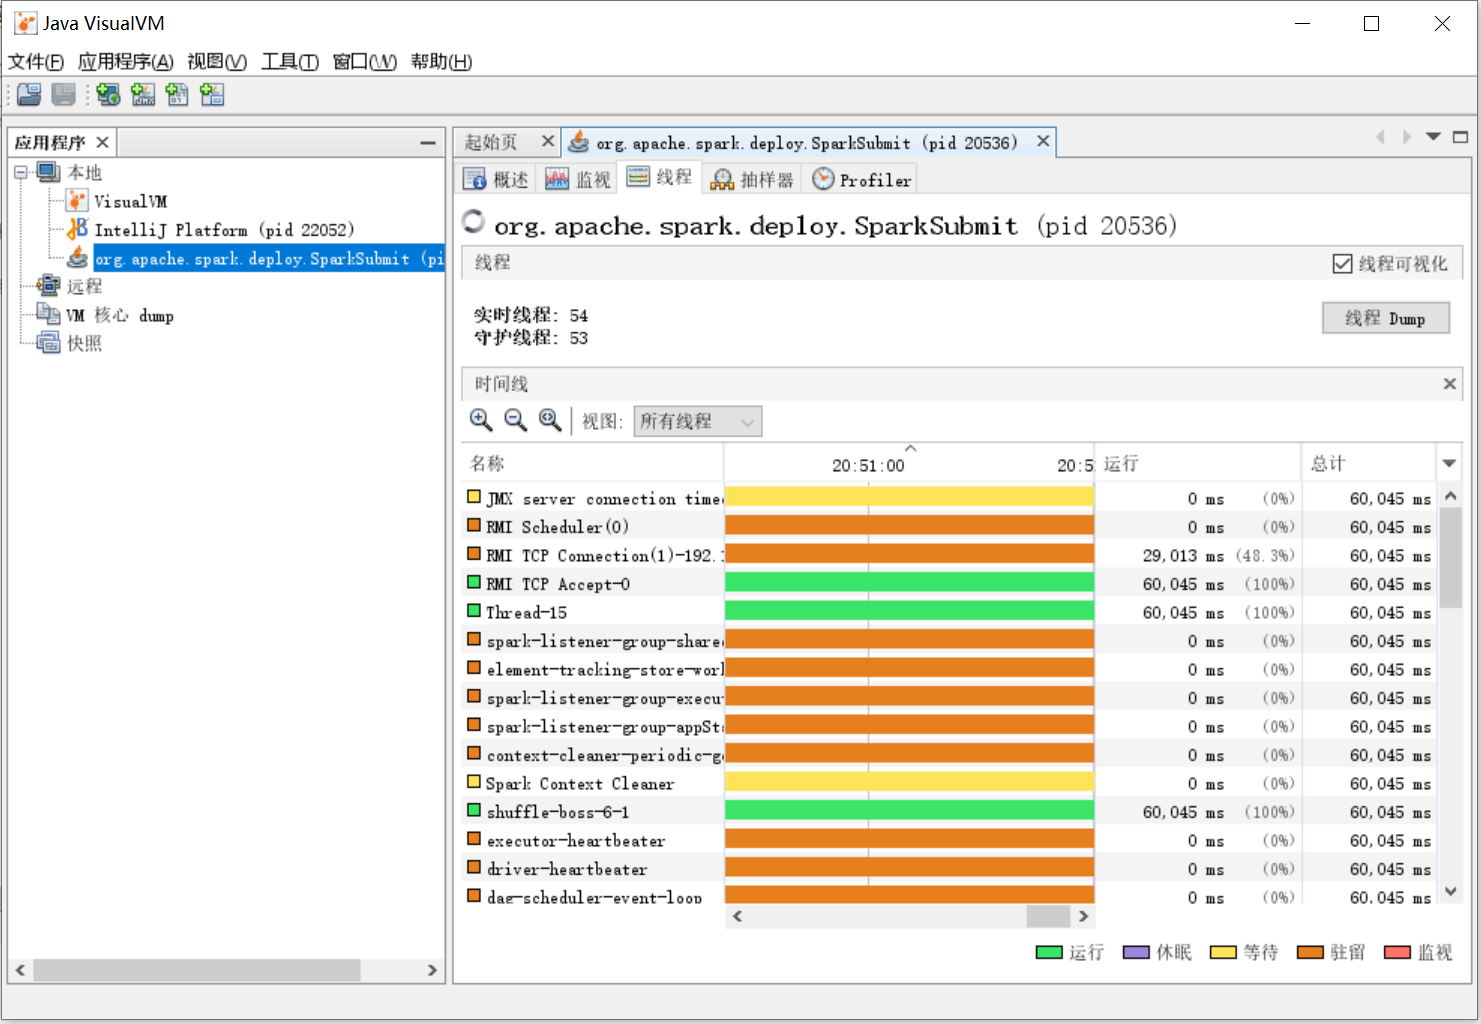 Java VisualVM
文件(F) 应用程序(A) 视图(V) 工具(T) 窗口(W) 帮助(H)
应用程序
本地
VisualVM
IntelliJ Platform (pid 22052)
org.apache.spark.deploy.SparkSubmit (pi
远程
VM 核心 dump
快照
起始页 org.apache.spark.deploy.SparkSubmit (pid 20536)
概述 监视 线程 抽样器 Profiler
org.apache.spark.deploy.SparkSubmit (pid 20536)
线程 线程可视化
实时线程: 54
守护线程: 53
线程 Dump
时间线
视图: 所有线程
名称 20:51:00 20:5 运行 总计
JMX server connection time 0 ms (0%) 60,045 ms
RMI Scheduler(0) 0 ms (0%) 60,045 ms
RMI TCP Connection(1)-192. 29,013 ms (48.3%) 60,045 ms
RMI TCP Accept-0 60,045 ms (100%) 60,045 ms
Thread-15 60,045 ms (100%) 60,045 ms
spark-listener-group-share 0 ms (0%) 60,045 ms
element-tracking-store-wor 0 ms (0%) 60,045 ms
spark-listener-group-execu 0 ms (0%) 60,045 ms
spark-listener-group-appSt 0 ms (0%) 60,045 ms
context-cleaner-periodic-g 0 ms (0%) 60,045 ms
Spark Context Cleaner 0 ms (0%) 60,045 ms
shuffle-boss-6-1 60,045 ms (100%) 60,045 ms
executor-heartbeater 0 ms (0%) 60,045 ms
driver-heartbeater 0 ms (0%) 60,045 ms
dag-scheduler-event-loop 0 ms (0%) 60,045 ms
运行 休眠 等待 驻留 监视